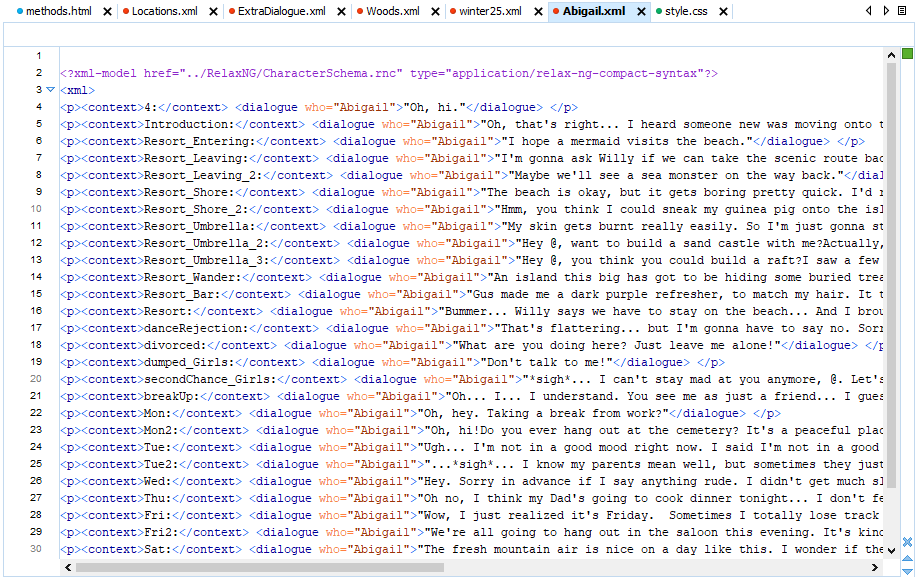 methods.html Locations.xml ExtraDialogue.xml Woods.xml winter25.xml Abigail.xml style.css
1
2 <?xml-model href="../RelaxNG/CharacterSchema.rnc" type="application/relax-ng-compact-syntax"?>
3 <xml>
4 <p><context>4:</context> <dialogue who="Abigail">"Oh, hi."</dialogue> </p>
5 <p><context>Introduction:</context> <dialogue who="Abigail">"Oh, that's right... I heard someone new was moving onto t
6 <p><context>Resort_Entering:</context> <dialogue who="Abigail">"I hope a mermaid visits the beach."</dialogue> </p>
7 <p><context>Resort_Leaving:</context> <dialogue who="Abigail">"I'm gonna ask Willy if we can take the scenic route bac
8 <p><context>Resort_Leaving_2:</context> <dialogue who="Abigail">"Maybe we'll see a sea monster on the way back."</dial
9 <p><context>Resort_Shore:</context> <dialogue who="Abigail">"The beach is okay, but it gets boring pretty quick. I'd r
10 <p><context>Resort_Shore_2:</context> <dialogue who="Abigail">"Hmm, you think I could sneak my guinea pig onto the isl
11 <p><context>Resort_Umbrella:</context> <dialogue who="Abigail">"My skin gets burnt really easily. So I'm just gonna st
12 <p><context>Resort_Umbrella_2:</context> <dialogue who="Abigail">"Hey @, want to build a sand castle with me?Actually,
13 <p><context>Resort_Umbrella_3:</context> <dialogue who="Abigail">"Hey @, you think you could build a raft?I saw a few
14 <p><context>Resort_Wander:</context> <dialogue who="Abigail">"An island this big has got to be hiding some buried trea
15 <p><context>Resort_Bar:</context> <dialogue who="Abigail">"Gus made me a dark purple refresher, to match my hair. It t
16 <p><context>Resort:</context> <dialogue who="Abigail">"Bummer... Willy says we have to stay on the beach... And I brou
17 <p><context>danceRejection:</context> <dialogue who="Abigail">"That's flattering... but I'm gonna have to say no. Sorr
18 <p><context>divorced:</context> <dialogue who="Abigail">"What are you doing here? Just leave me alone!"</dialogue> </p
19 <p><context>dumped_Girls:</context> <dialogue who="Abigail">"Don't talk to me!"</dialogue> </p>
20 <p><context>secondChance_Girls:</context> <dialogue who="Abigail">"*sigh*... I can't stay mad at you anymore, @. Let's
21 <p><context>breakUp:</context> <dialogue who="Abigail">"Oh... I... I understand. You see me as just a friend... I gues
22 <p><context>Mon:</context> <dialogue who="Abigail">"Oh, hey. Taking a break from work?"</dialogue> </p>
23 <p><context>Mon2:</context> <dialogue who="Abigail">"Oh, hi!Do you ever hang out at the cemetery? It's a peaceful plac
24 <p><context>Tue:</context> <dialogue who="Abigail">"Ugh... I'm not in a good mood right now. I said I'm not in a good
25 <p><context>Tue2:</context> <dialogue who="Abigail">"...*sigh*... I know my parents mean well, but sometimes they just
26 <p><context>Wed:</context> <dialogue who="Abigail">"Hey. Sorry in advance if I say anything rude. I didn't get much sl
27 <p><context>Thu:</context> <dialogue who="Abigail">"Oh no, I think my Dad's going to cook dinner tonight... I don't fe
28 <p><context>Fri:</context> <dialogue who="Abigail">"Wow, I just realized it's Friday.  Sometimes I totally lose track
29 <p><context>Fri2:</context> <dialogue who="Abigail">"We're all going to hang out in the saloon this evening. It's kind
30 <p><context>Sat:</context> <dialogue who="Abigail">"The fresh mountain air is nice on a day like this. I wonder if the